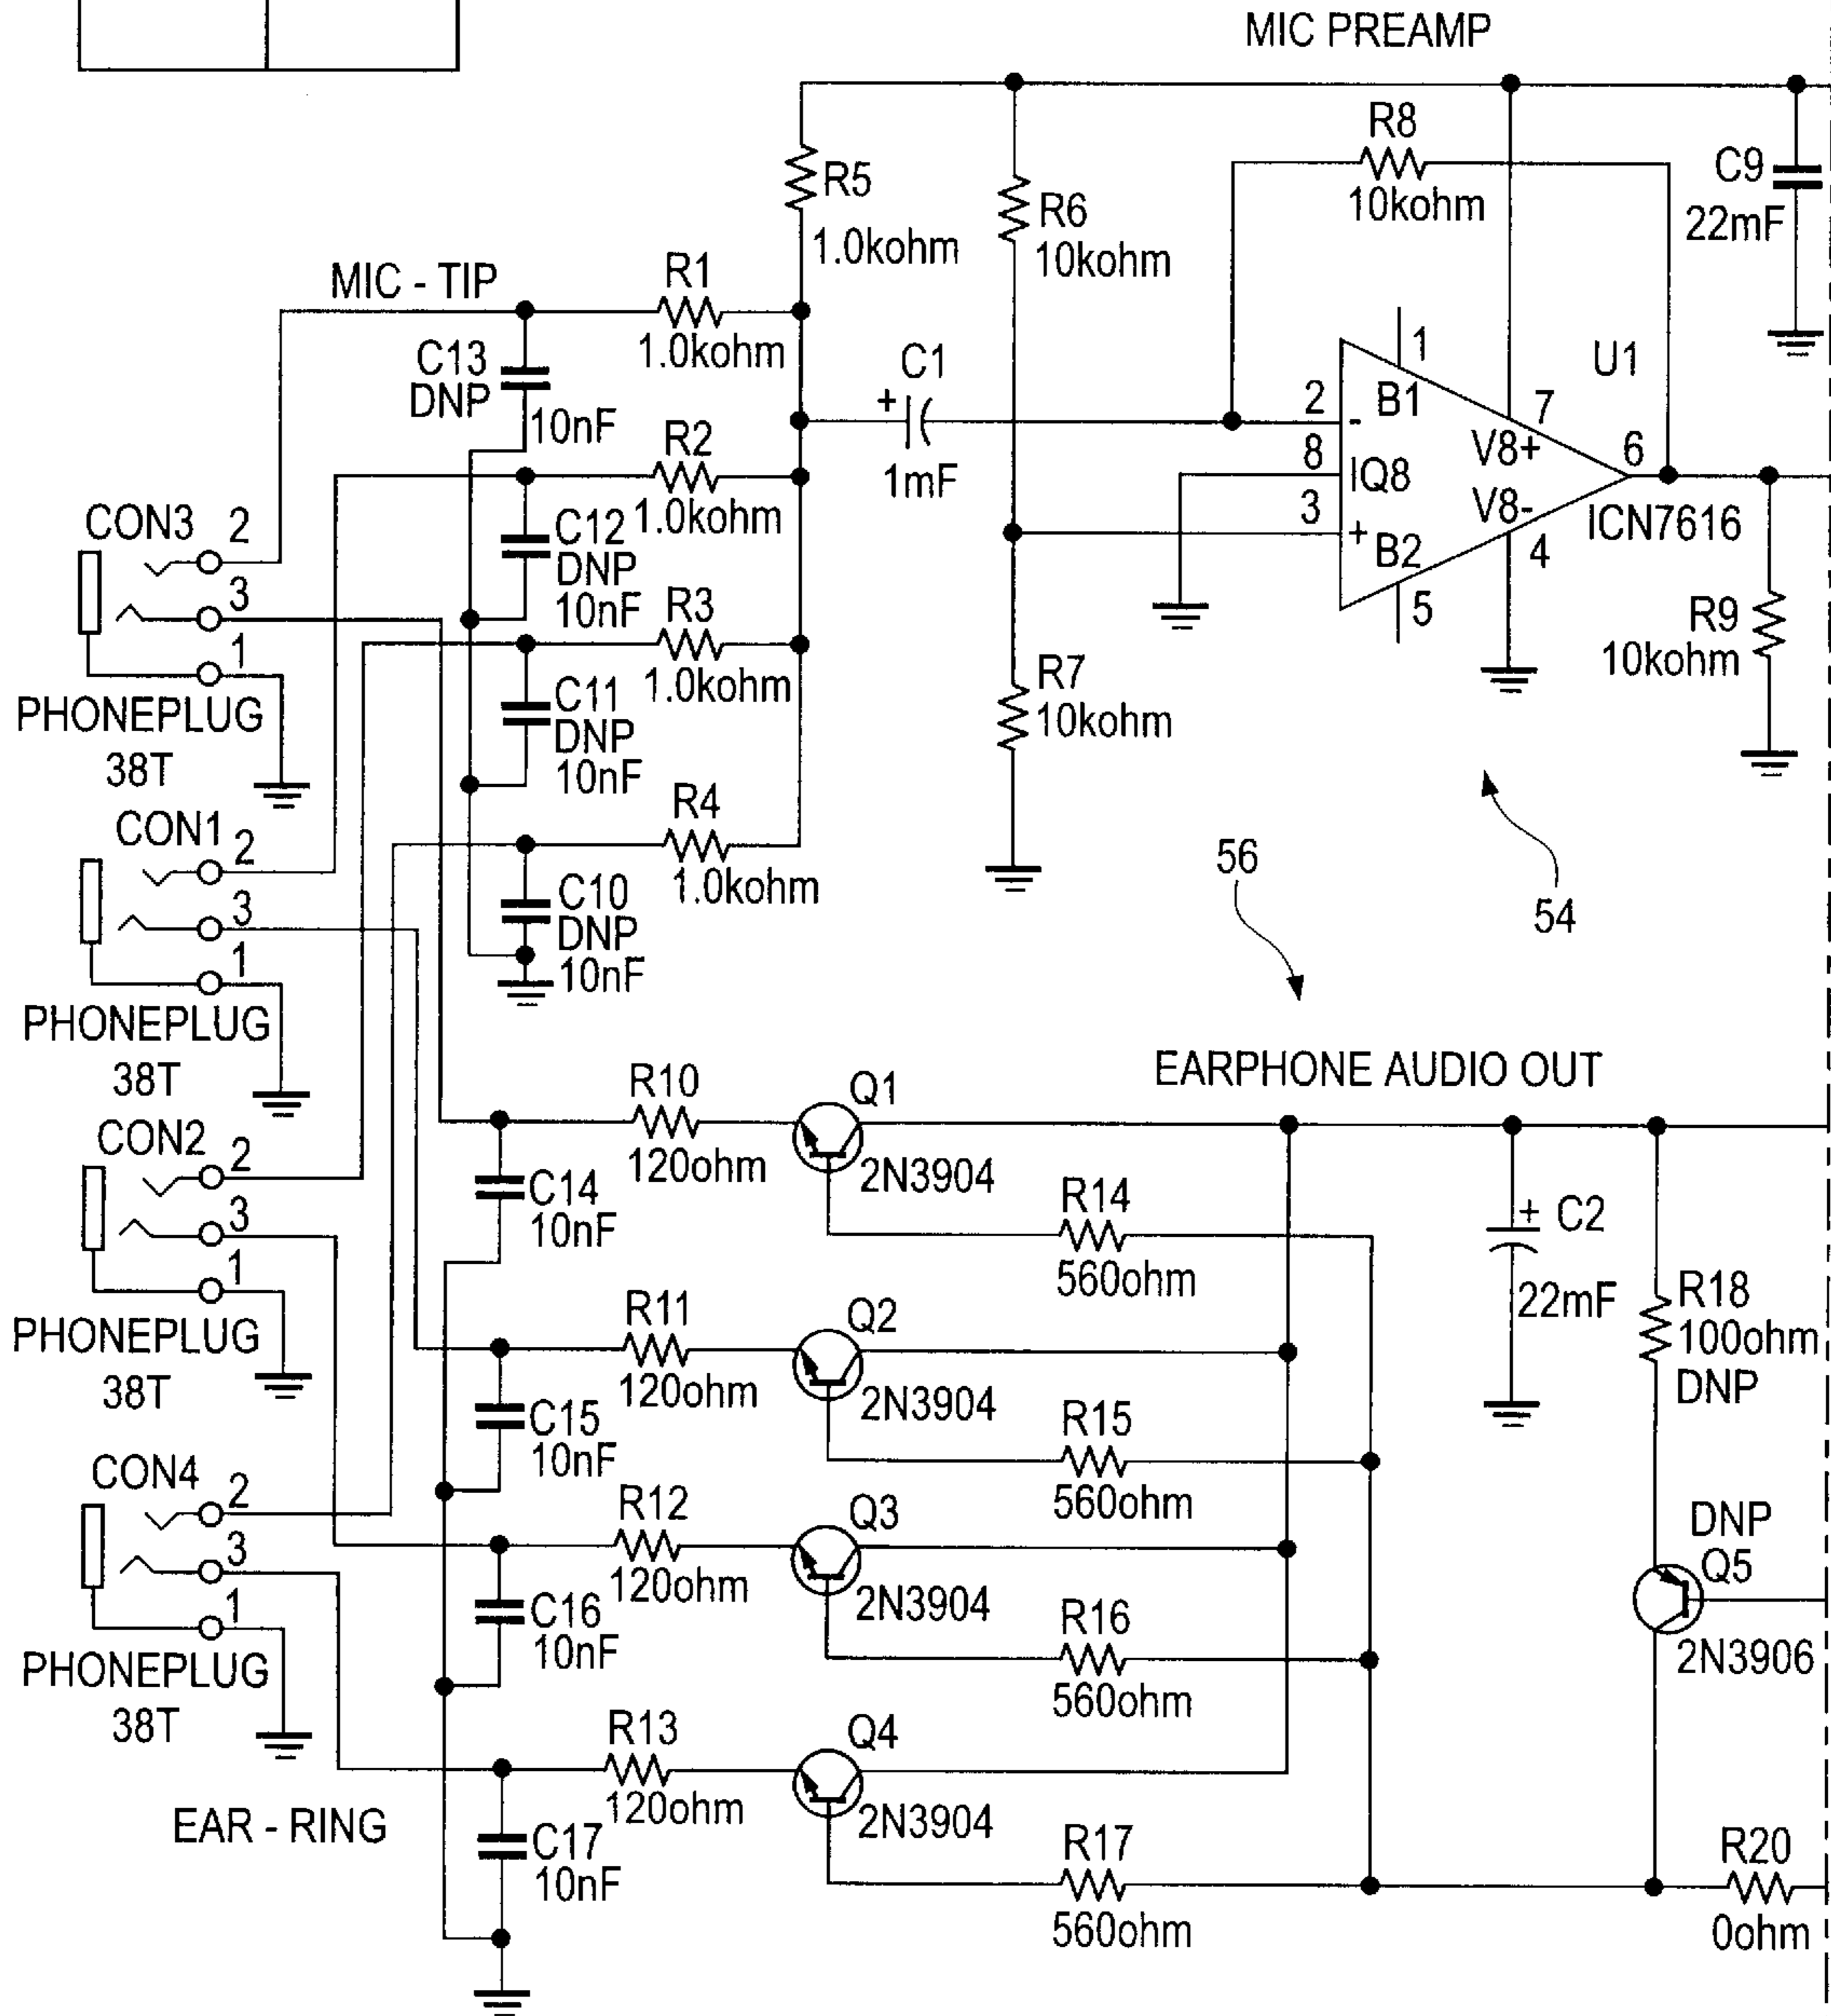 MIC PREAMP
R8
10kohm
C9
22mF
R5
1.0kohm
R6
10kohm
MIC - TIP
R1
1.0kohm
C13
DNP
10nF
C1
+
1mF
1
U1
2
B1
-
7
V8+
8
IQ8
6
3
V8-
+
B2
4
ICN7616
5
R2
1.0kohm
CON3
2
3
1
PHONEPLUG
38T
C12
DNP
10nF
R3
1.0kohm
R9
10kohm
C11
DNP
10nF
R7
10kohm
R4
1.0kohm
CON1
2
3
1
PHONEPLUG
38T
C10
DNP
10nF
56
54
EARPHONE AUDIO OUT
R10
120ohm
Q1
2N3904
CON2
2
3
1
PHONEPLUG
38T
C14
10nF
R14
560ohm
+
C2
22mF
R18
100ohm
DNP
R11
120ohm
Q2
2N3904
C15
10nF
R15
560ohm
CON4
2
3
1
PHONEPLUG
38T
R12
120ohm
Q3
2N3904
DNP
Q5
2N3906
C16
10nF
R16
560ohm
R13
120ohm
Q4
2N3904
EAR - RING
C17
10nF
R17
560ohm
R20
0ohm